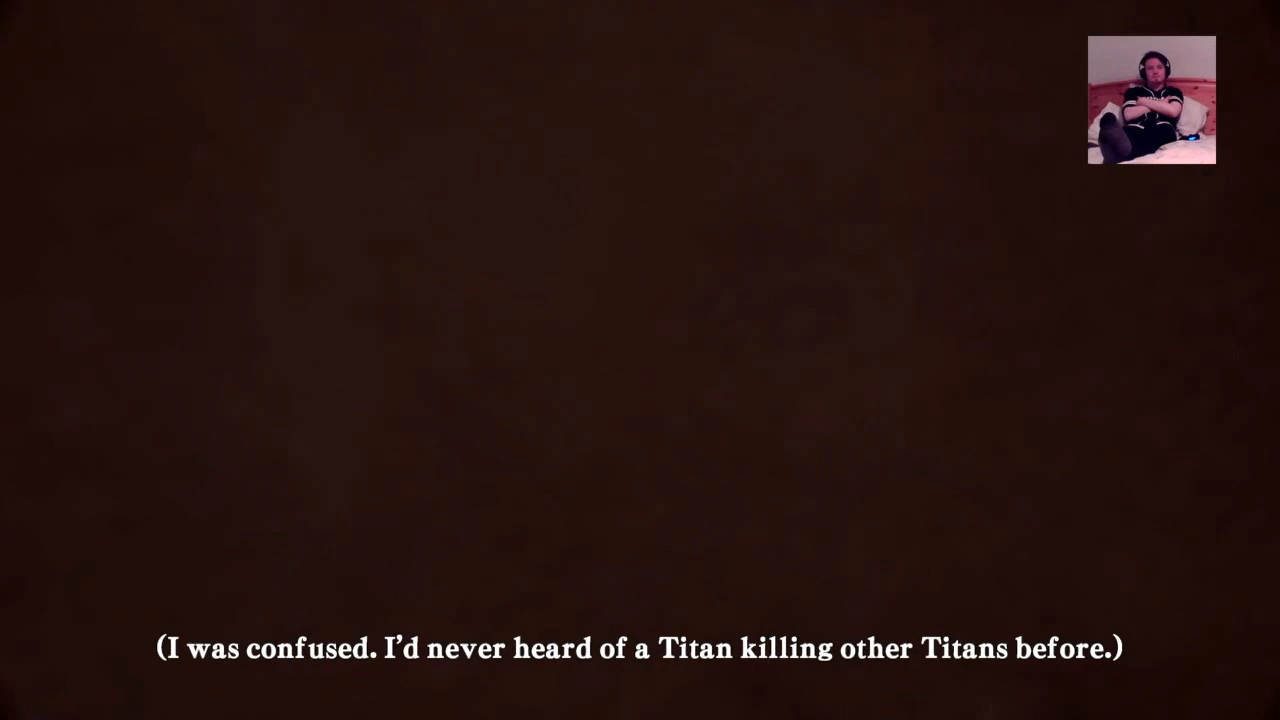 (I was confused. I'd never heard of a Titan killing other Titans before.)